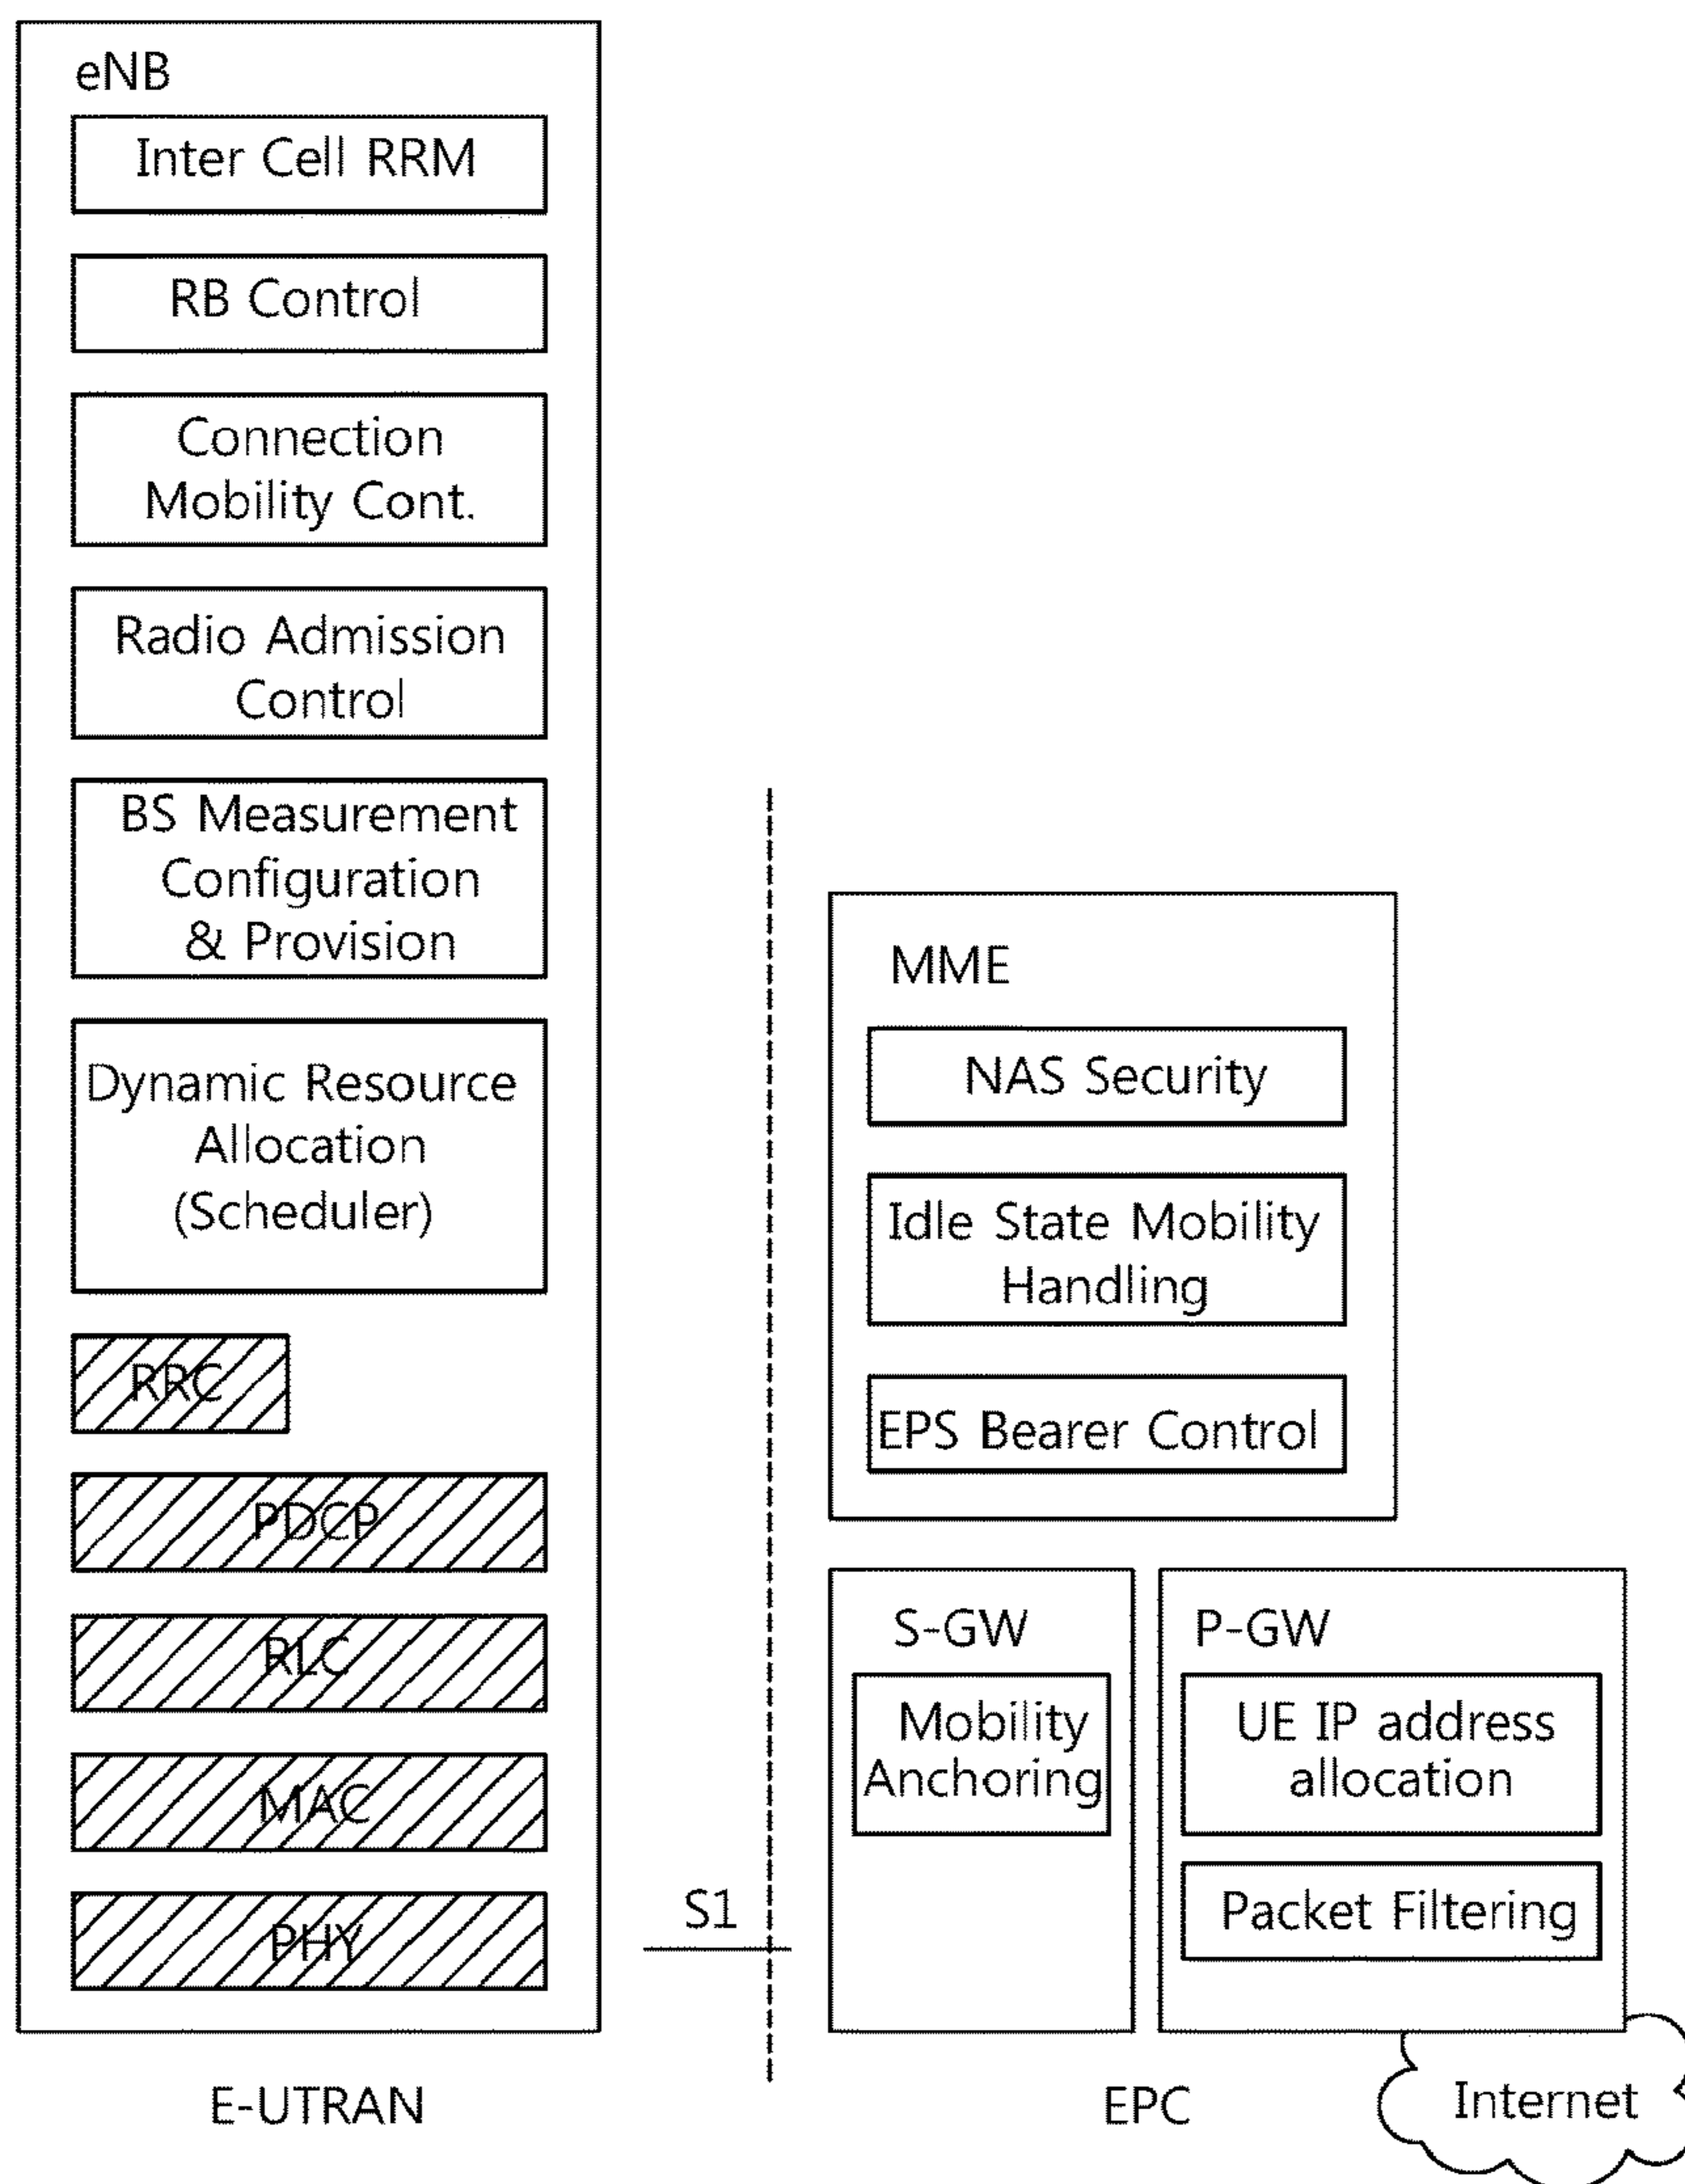 eNB
Inter Cell RRM
RB Control
Connection
Mobility Cont.
Radio Admission
Control
BS Measurement
Configuration
& Provision
Dynamic Resource
Allocation
(Scheduler)
RRC
PDCP
RLC
MAC
PHY
S1
MME
NAS Security
Idle State Mobility
Handling
EPS Bearer Control
S-GW
Mobility
Anchoring
P-GW
UE IP address
allocation
Packet Filtering
E-UTRAN
EPC
Internet